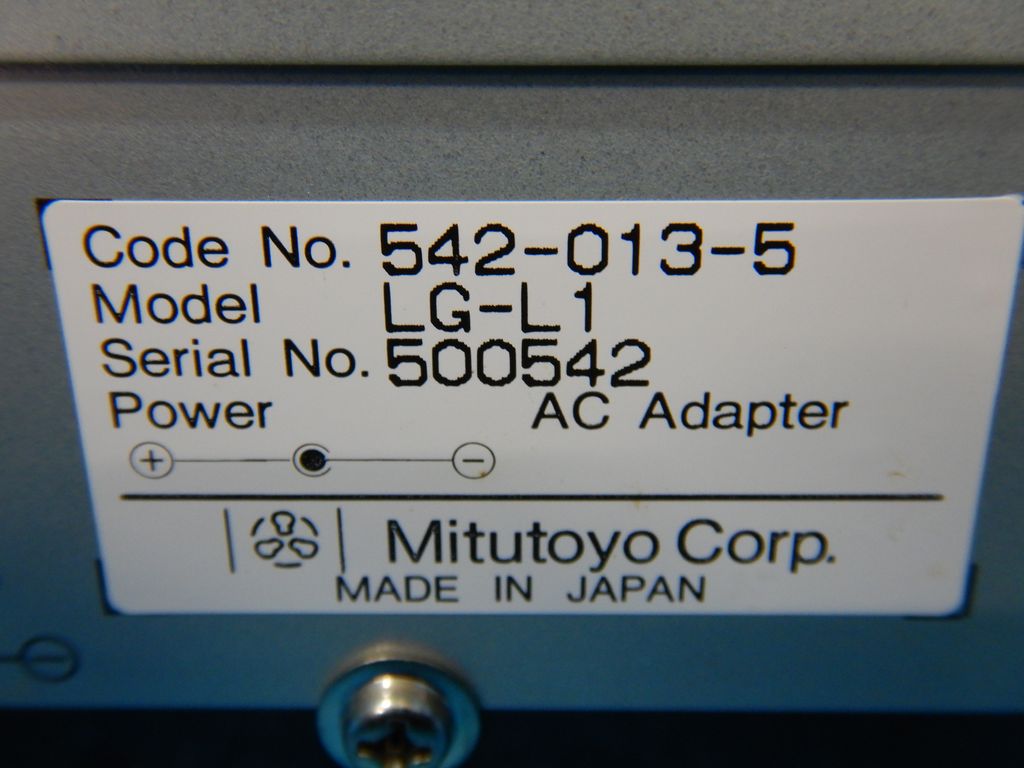 Code No. 542-013-5
Model LG-L1
Serial No. 500542
Power AC Adapter
Mitutoyo Corp.
MADE IN JAPAN